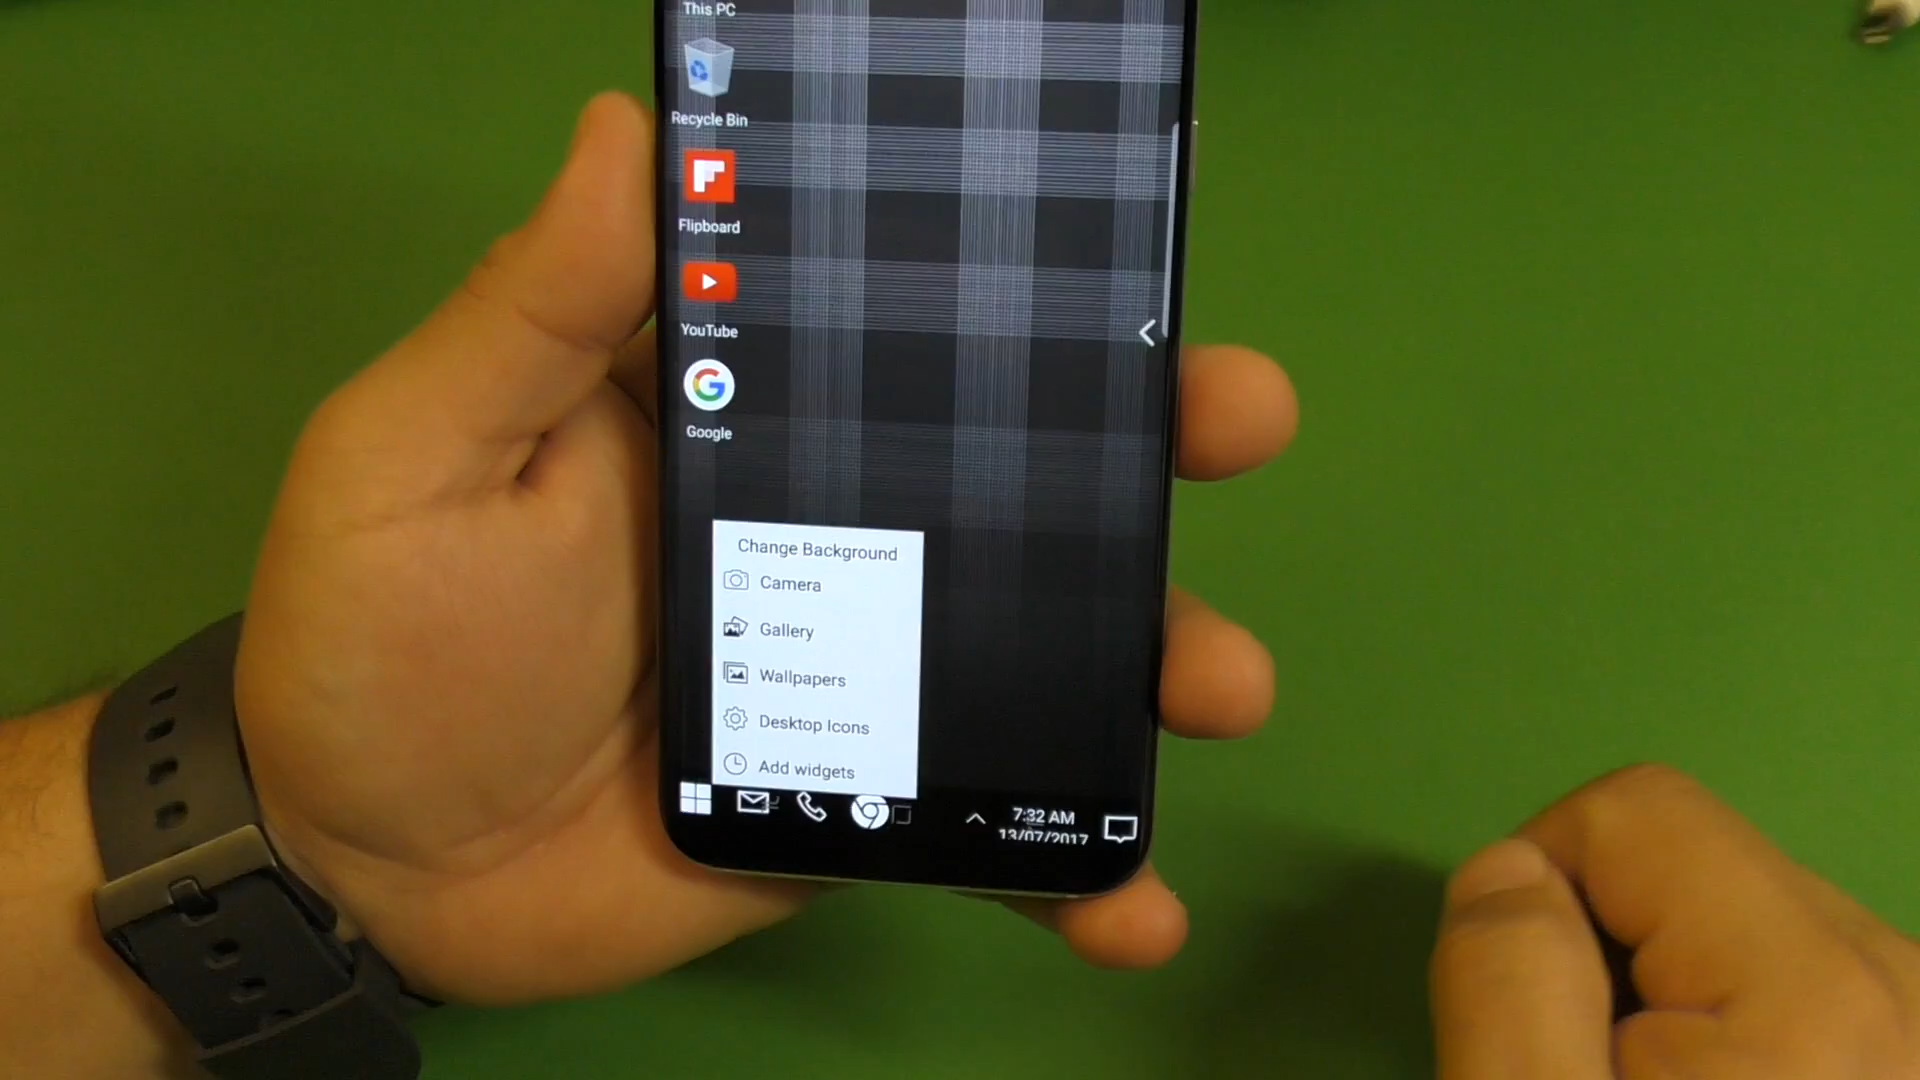 This PC
Recycle Bin
Flipboard
YouTube
Google
Change Background
Camera
Gallery
Wallpapers
Desktop Icons
Add widgets
7:32 AM
13/07/2017